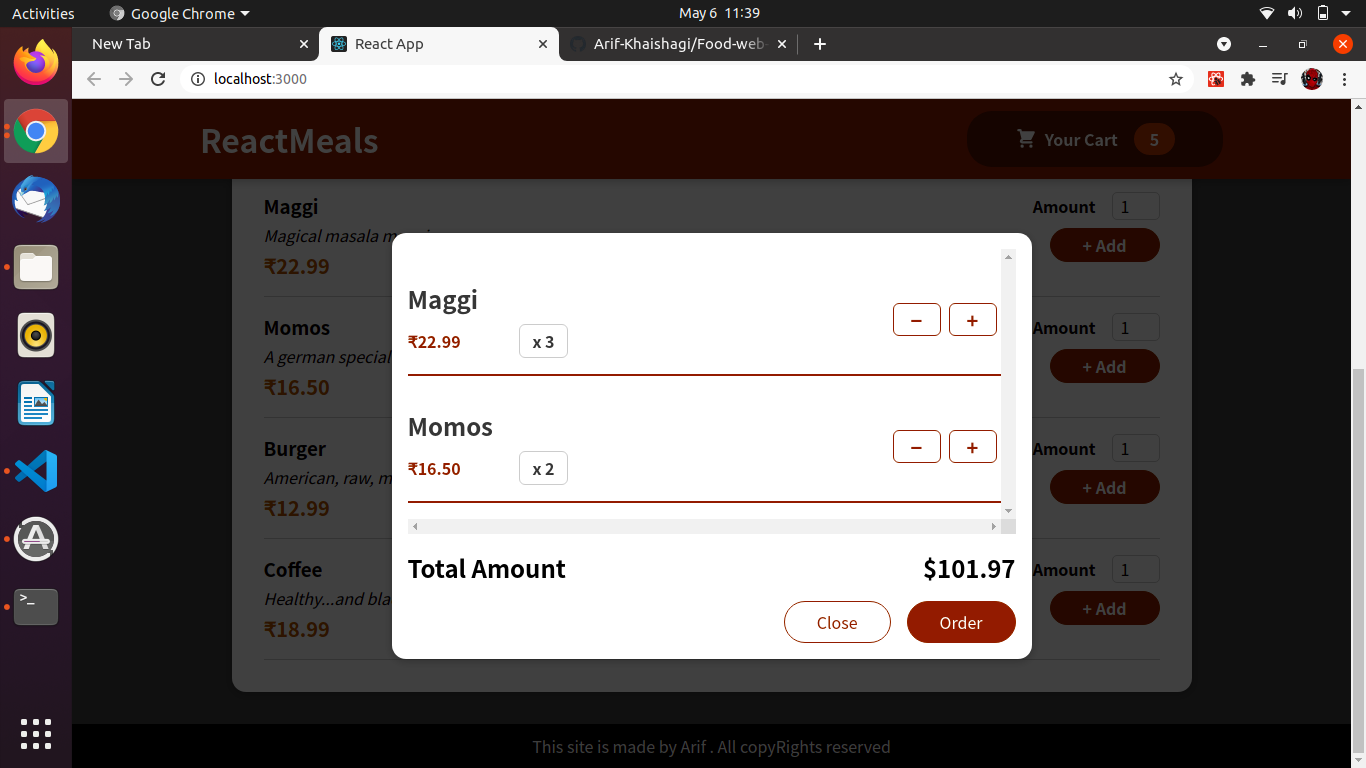 Activities
Google Chrome
May 6 11:39
New Tab
React App
Arif-Khaishagi/Food-web-
localhost:3000
ReactMeals
Your Cart 5
Maggi
Amount 1
Magical masala
+ Add
₹22.99
Momos
Amount 1
A german special
+ Add
₹16.50
Burger
Amount 1
American, raw, m
+ Add
₹12.99
Coffee
Amount 1
Healthy...and bla
+ Add
₹18.99
Maggi
₹22.99 x 3
− +
Momos
₹16.50 x 2
− +
Total Amount $101.97
Close Order
This site is made by Arif . All copyRights reserved